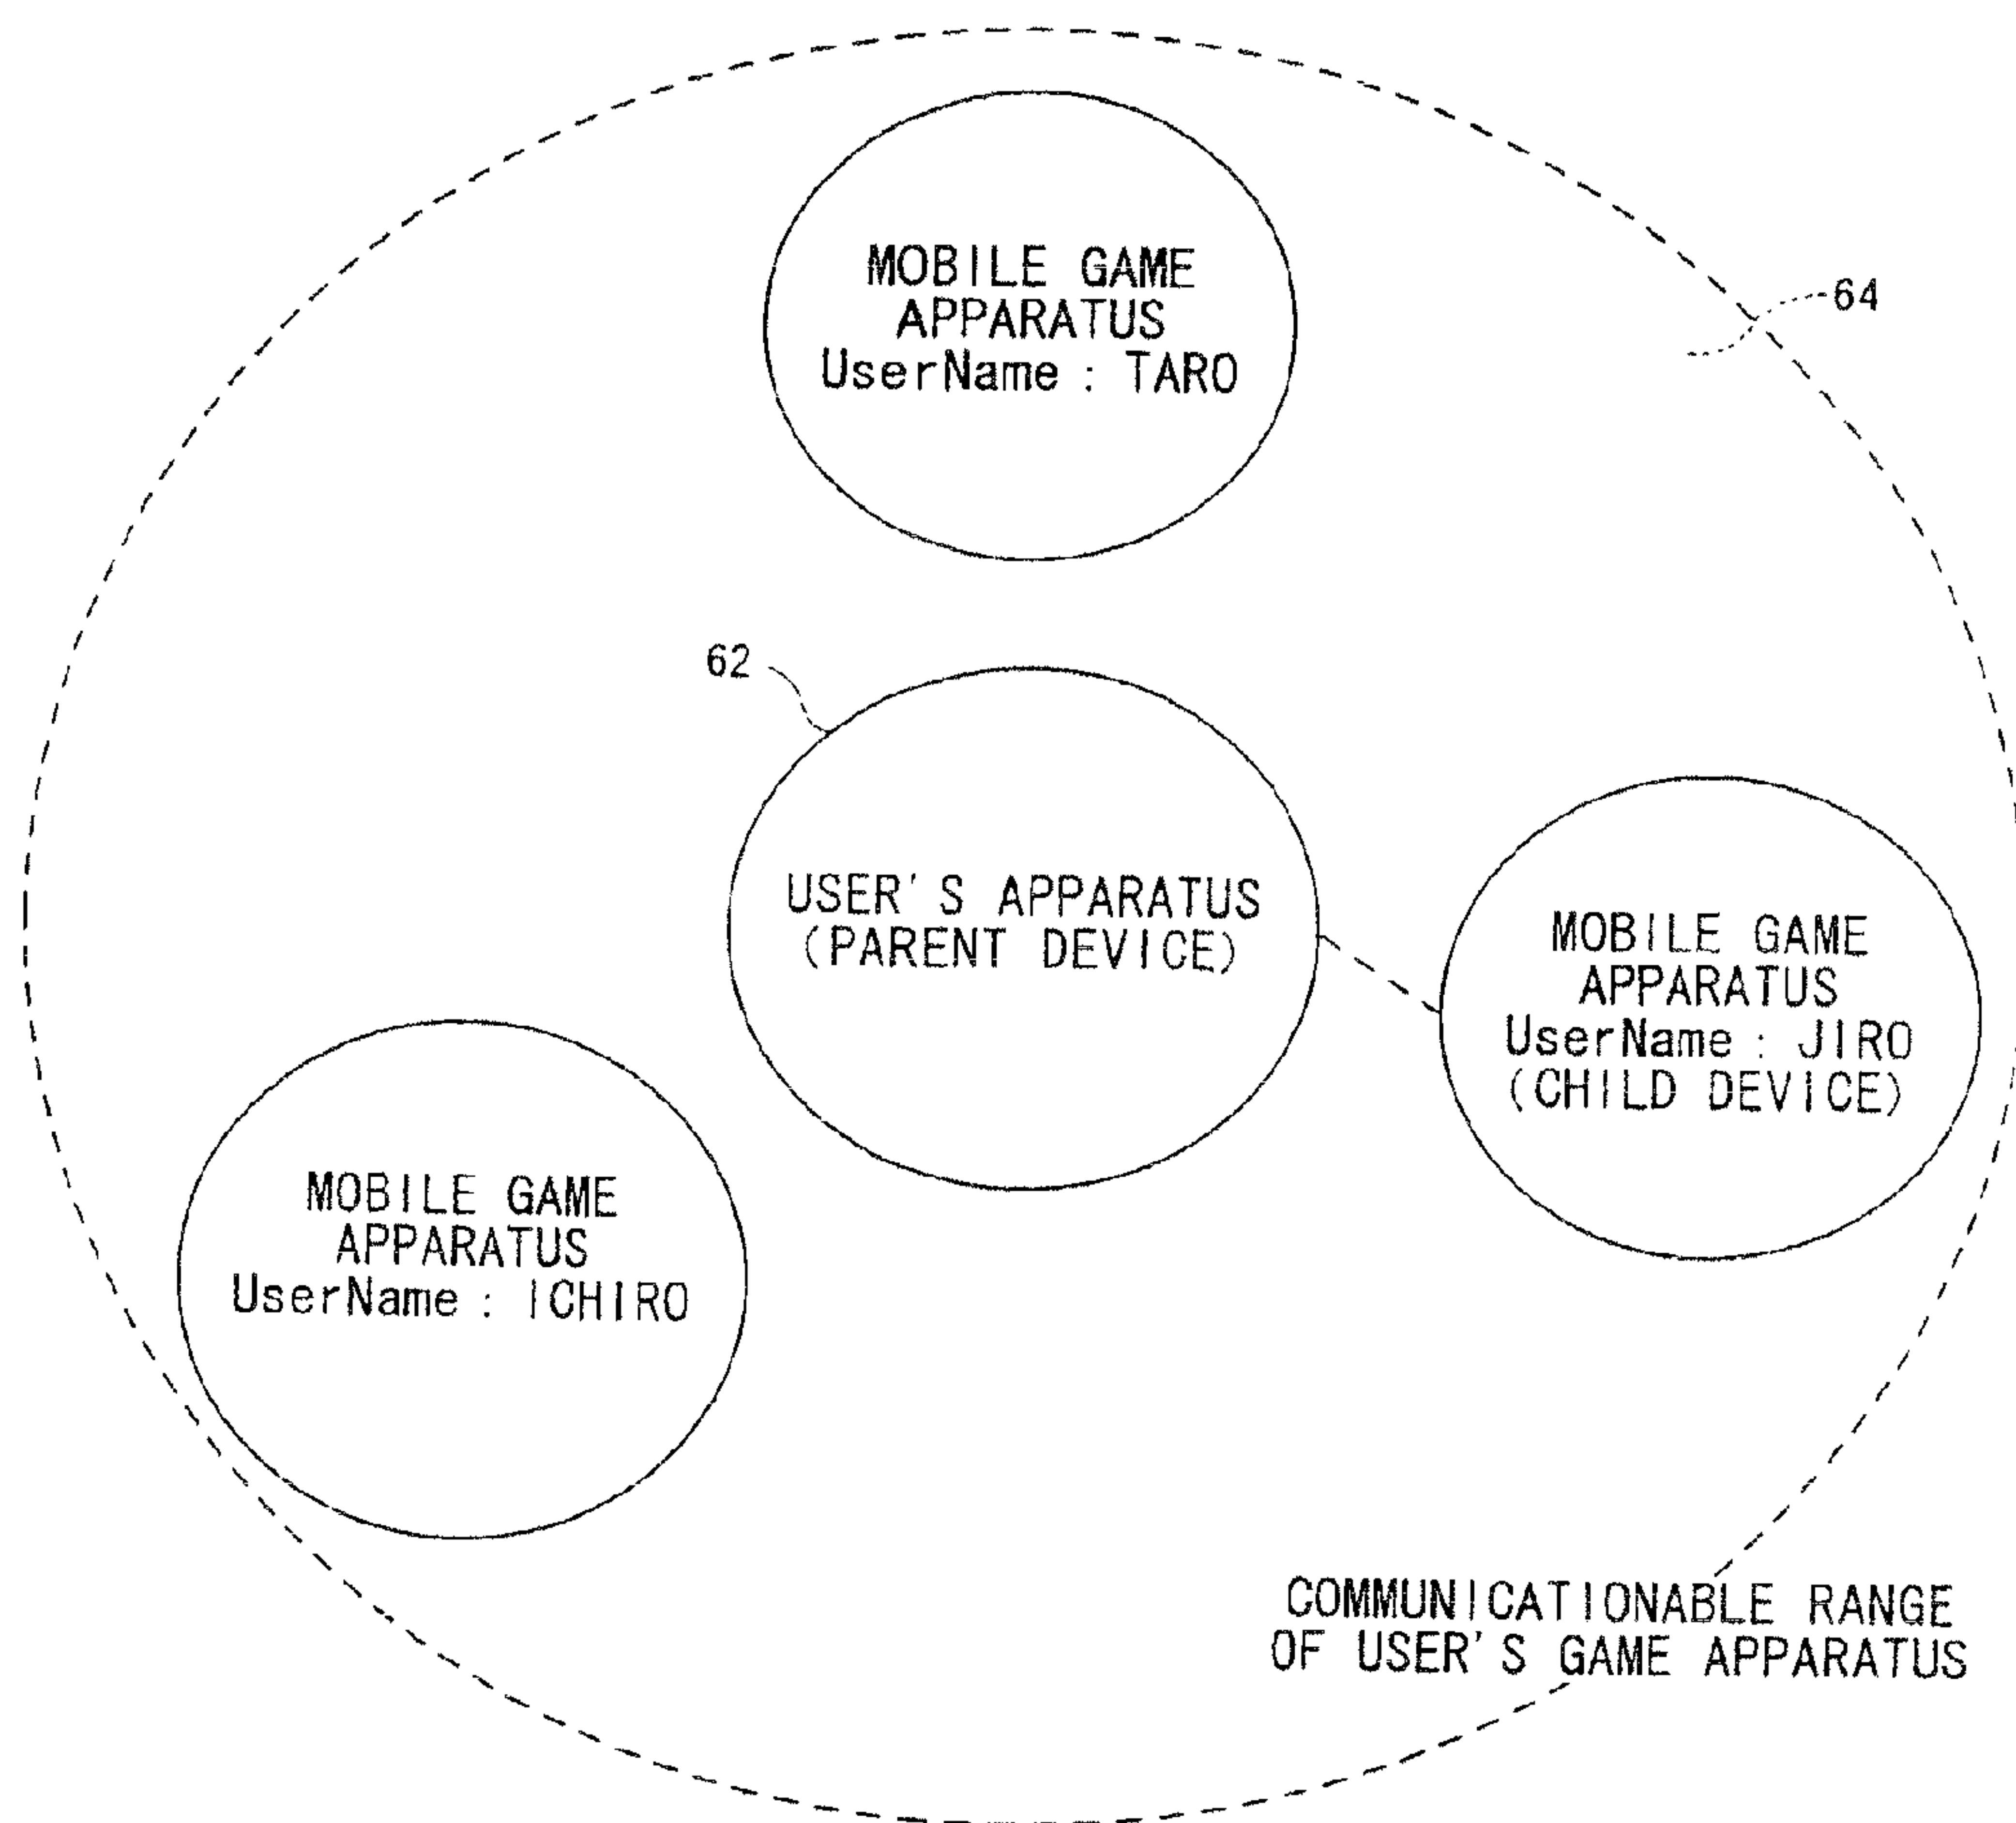 MOBILE GAME
APPARATUS
UserName : TARO
64
62
USER'S APPARATUS
(PARENT DEVICE)
MOBILE GAME
APPARATUS
UserName : JIRO
(CHILD DEVICE)
MOBILE GAME
APPARATUS
UserName : ICHIRO
COMMUNICATIONABLE RANGE
OF USER'S GAME APPARATUS